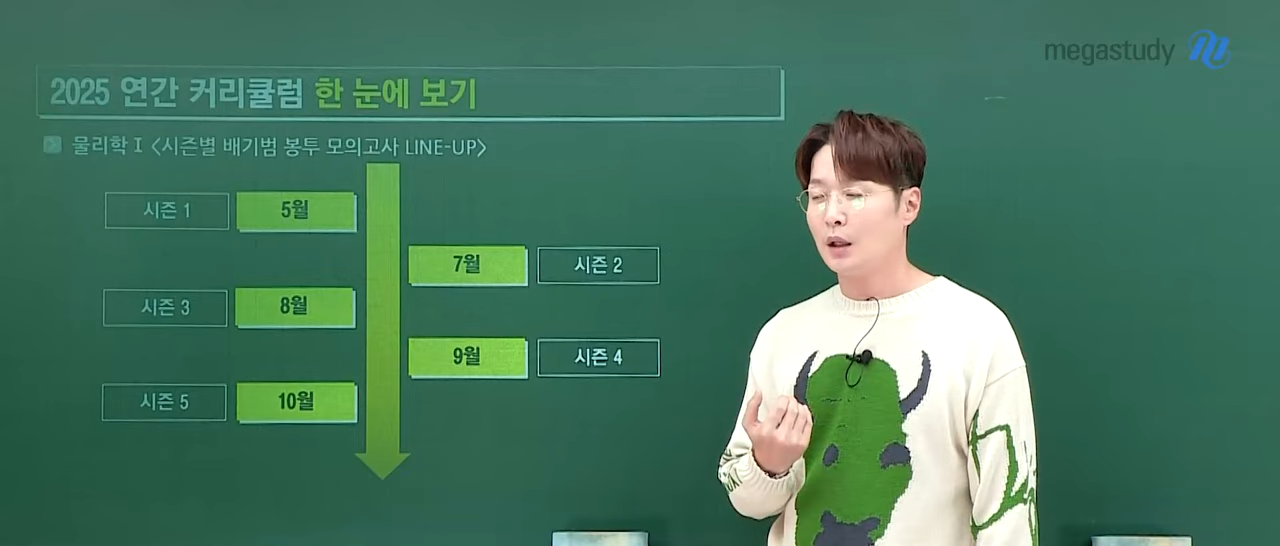 megastudy
2025 연간 커리큘럼 한 눈에 보기
물리학 I <시즌별 배기범 봉투 모의고사 LINE-UP>
시즌 1 5월
7월 시즌 2
시즌 3 8월
9월 시즌 4
시즌 5 10월